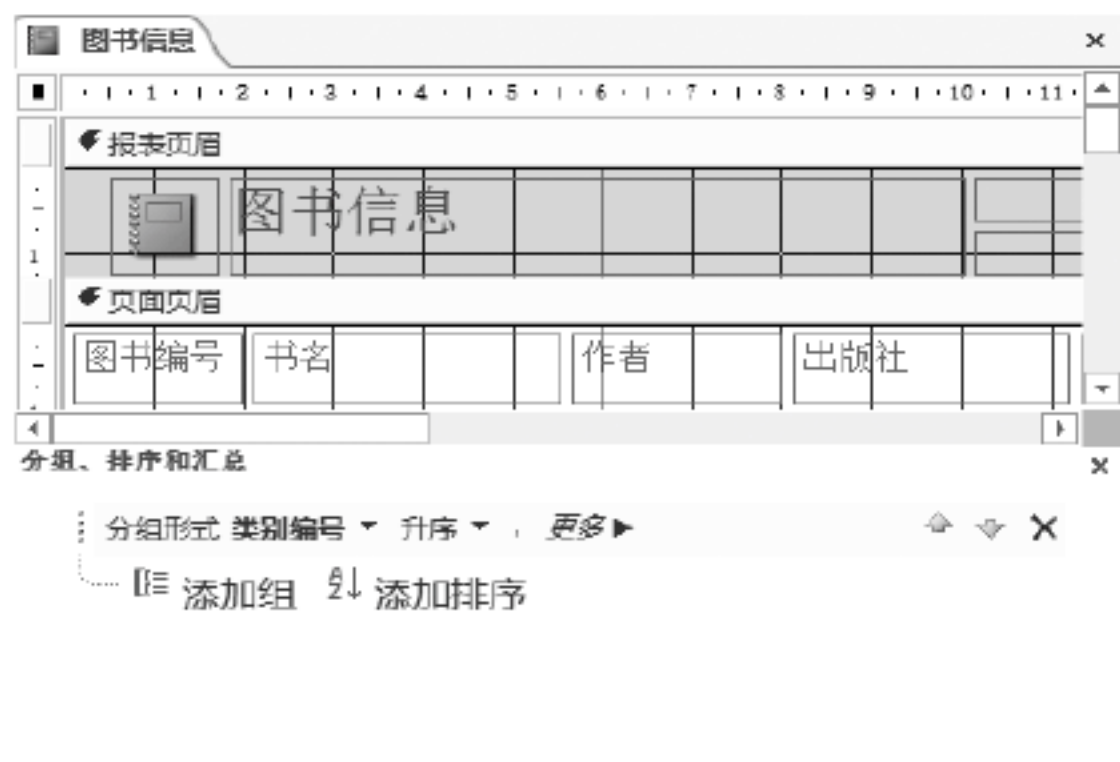 图书信息
1 2 3 4 5 6 7 8 9 10 11
报表页眉
图书信息
1
页面页眉
图书编号 书名 作者 出版社
分组、排序和汇总
分组形式 类别编号 升序 , 更多
添加组 添加排序